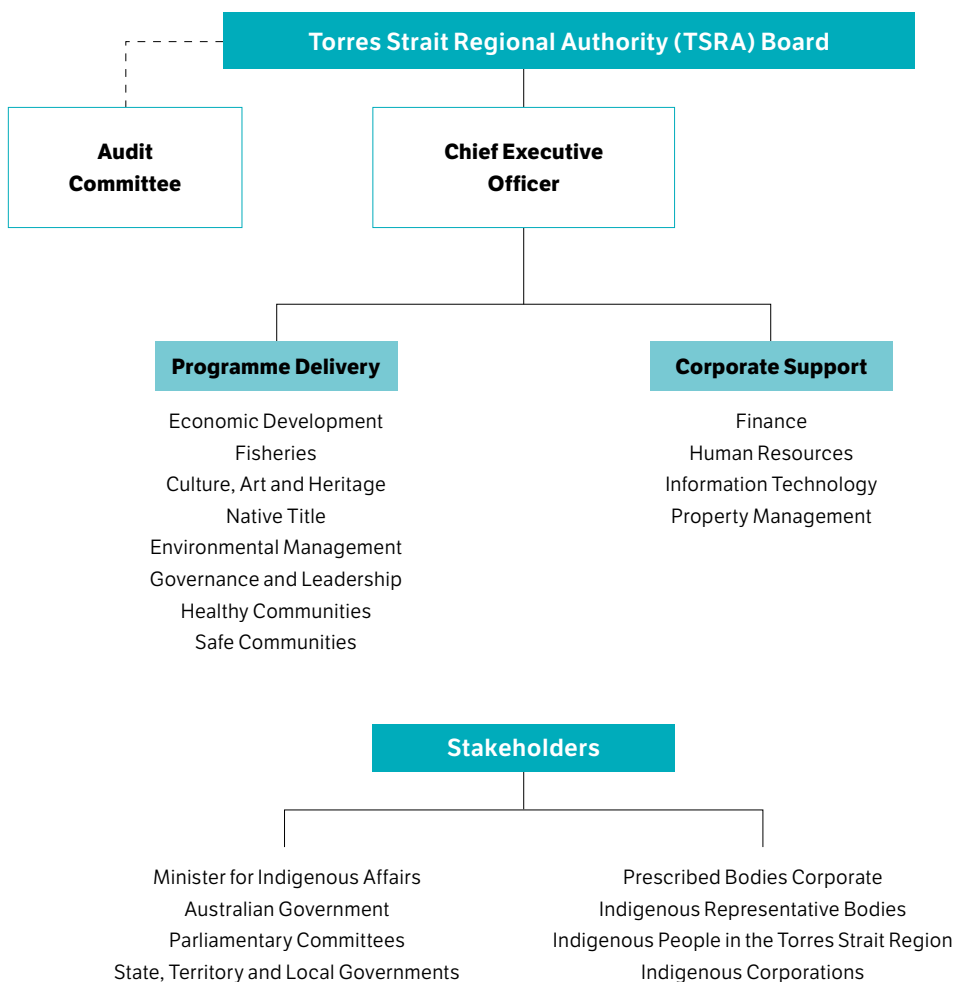 Torres Strait Regional Authority (TSRA) Board
Audit
Committee
Chief Executive
Officer
Programme Delivery
Economic Development
Fisheries
Culture, Art and Heritage
Native Title
Environmental Management
Governance and Leadership
Healthy Communities
Safe Communities
Corporate Support
Finance
Human Resources
Information Technology
Property Management
Stakeholders
Minister for Indigenous Affairs
Australian Government
Parliamentary Committees
State, Territory and Local Governments
Prescribed Bodies Corporate
Indigenous Representative Bodies
Indigenous People in the Torres Strait Region
Indigenous Corporations